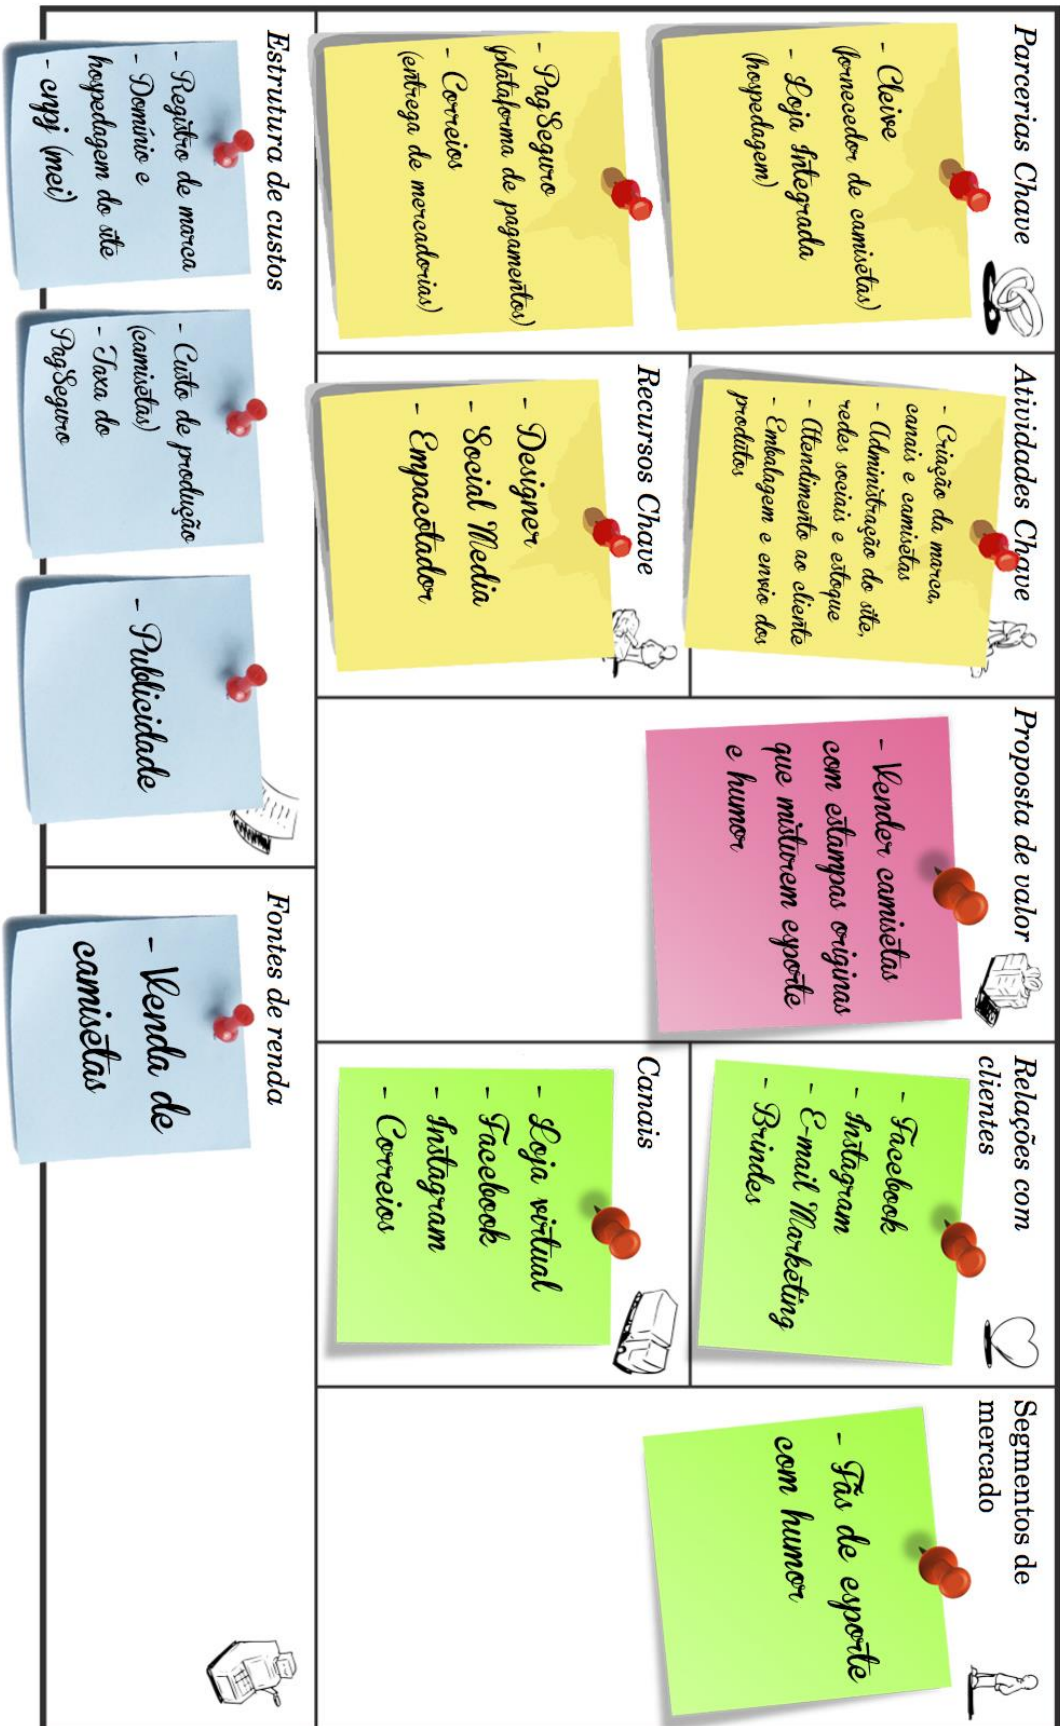 Parcerias Chave
- Cleive
(fornecedor de camisetas)
- Loja Integrada
(hospedagem)
- PagSeguro
(plataforma de pagamentos)
- Correios
(entrega de mercadorias)
Atividades Chave
- Criação da marca,
canais e camisetas
- Administração do site,
redes sociais e estoque
- Atendimento ao cliente
- Embalagem e envio dos
produtos
Recursos Chave
- Designer
- Social Media
- Empacotador
Proposta de valor
- Vender camisetas
com estampas originas
que misturem esporte
e humor
Relações com
clientes
- Facebook
- Instagram
- E-mail Marketing
- Brindes
Canais
- Loja virtual
- Facebook
- Instagram
- Correios
Segmentos de
mercado
- Fãs de esporte
com humor
Estrutura de custos
- Registro de marca
- Domínio e
hospedagem do site
- cnpj (mei)
- Custo de produção
(camisetas)
- Taxa do
PagSeguro
- Publicidade
Fontes de renda
- Venda de
camisetas